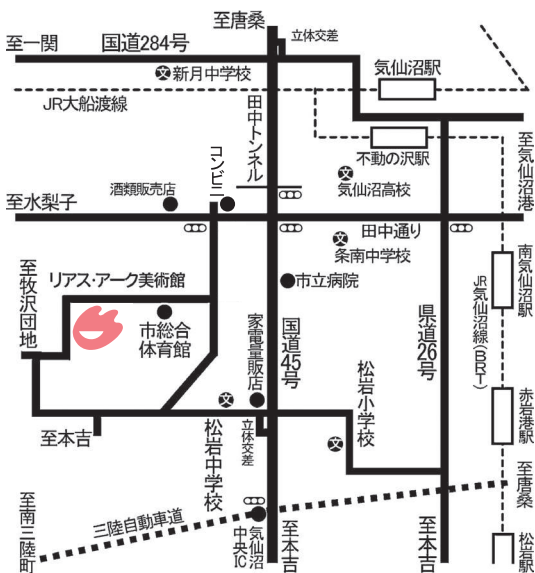 至唐桑
立体交差
至一関
国道284号
文
新月中学校
気仙沼駅
JR大船渡線
田中トンネル
コンビニ
不動の沢駅
文
気仙沼高校
至気仙沼港
酒類販売店
至水梨子
田中通り
文
条南中学校
リアス・アーク美術館
市立病院
南気仙沼駅
JR気仙沼線(BRT)
至牧沢団地
市総合
体育館
家電量販店
国道45号
県道26号
松岩小学校
文
赤岩港駅
文
松岩中学校
立体交差
至本吉
至唐桑
三陸自動車道
至南三陸町
気仙沼
中央IC
至本吉
至本吉
松岩駅